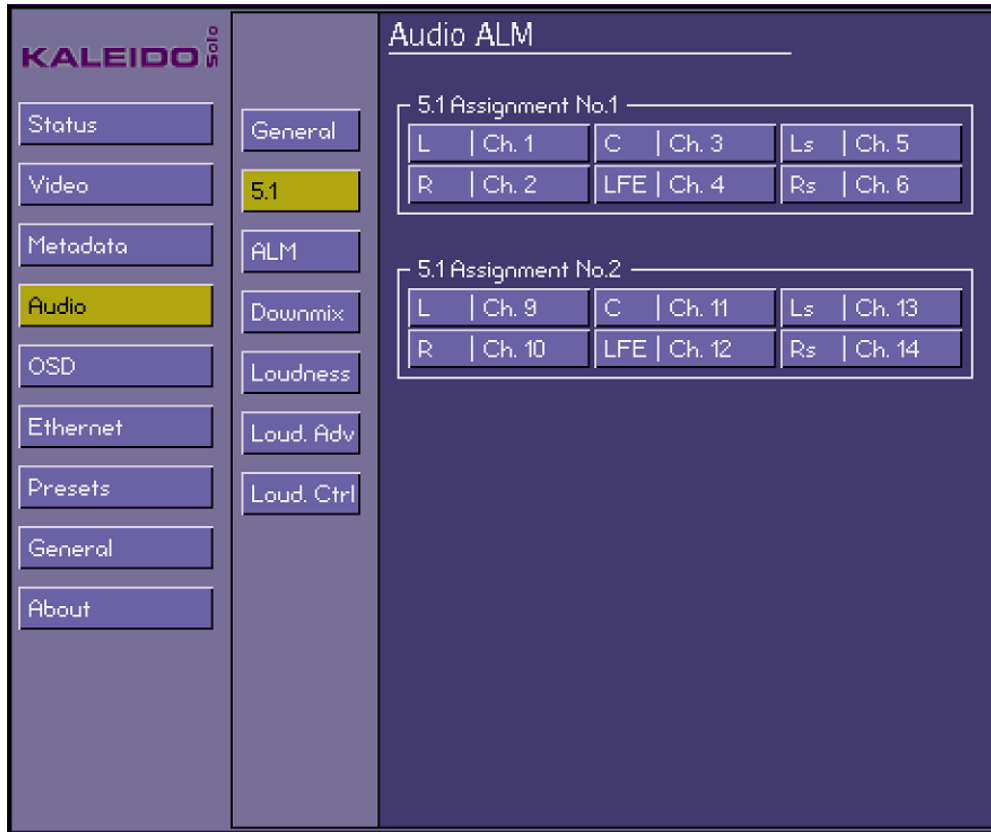 KALEIDO Solo
Status
Video
Metadata
Audio
OSD
Ethernet
Presets
General
About
General
5.1
ALM
Downmix
Loudness
Loud. Adv
Loud. Ctrl
Audio ALM
5.1 Assignment No.1
L | Ch. 1 C | Ch. 3 Ls | Ch. 5
R | Ch. 2 LFE | Ch. 4 Rs | Ch. 6
5.1 Assignment No.2
L | Ch. 9 C | Ch. 11 Ls | Ch. 13
R | Ch. 10 LFE | Ch. 12 Rs | Ch. 14